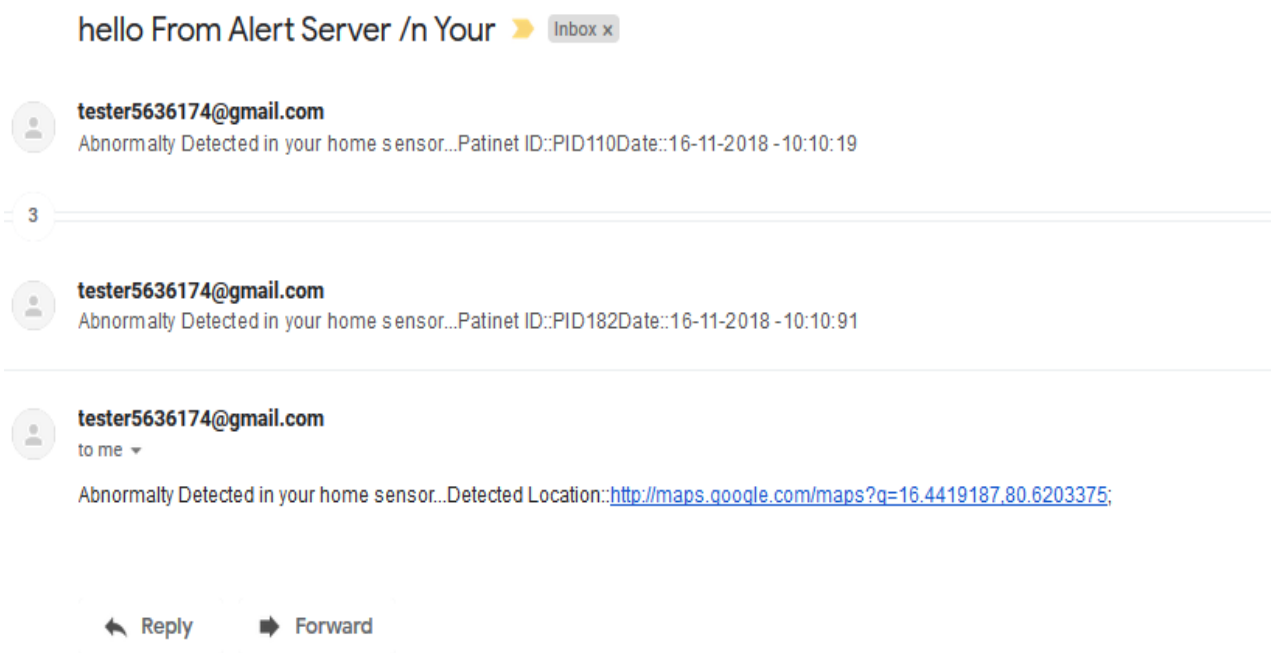 hello From Alert Server /n Your Inbox x
tester5636174@gmail.com
Abnormalty Detected in your home sensor...Patinet ID::PID110Date::16-11-2018 -10:10:19
3
tester5636174@gmail.com
Abnormalty Detected in your home sensor...Patinet ID::PID182Date::16-11-2018 -10:10:91
tester5636174@gmail.com
to me
Abnormalty Detected in your home sensor...Detected Location::http://maps.google.com/maps?q=16.4419187,80.6203375;
Reply Forward